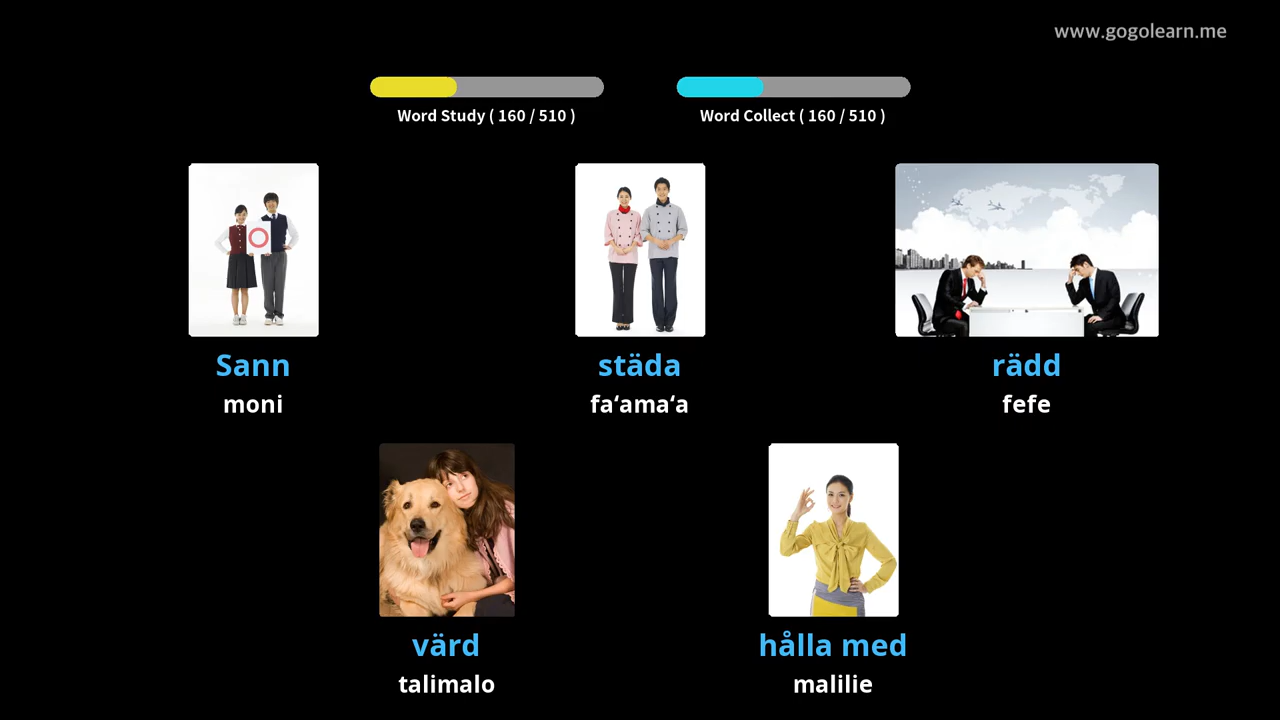 www.gogolearn.me
Word Study ( 160 / 510 )
Word Collect ( 160 / 510 )
Sann
moni
städa
fa‘ama‘a
rädd
fefe
värd
talimalo
hålla med
malilie